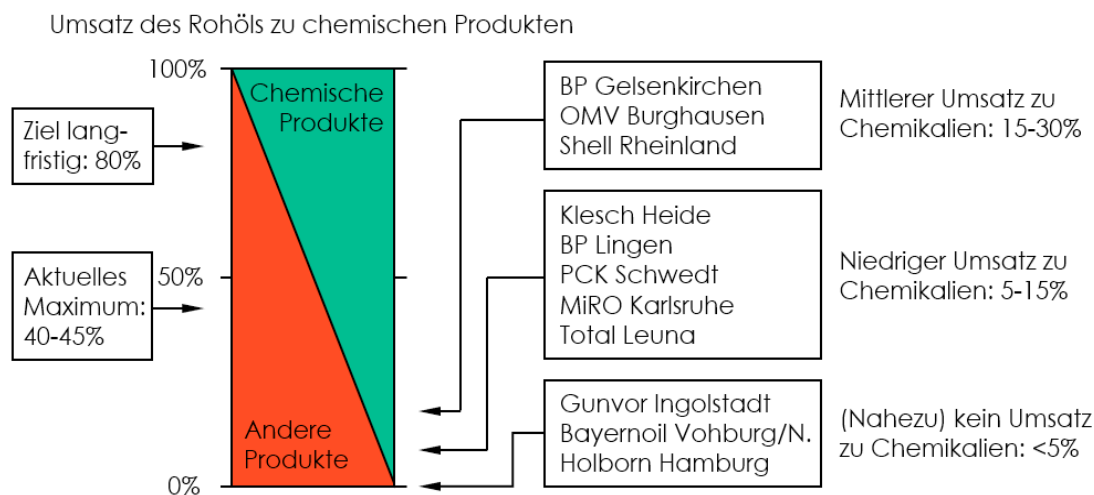 Umsatz des Rohöls zu chemischen Produkten
100%
Chemische
Produkte
Ziel lang-
fristig: 80%
50%
Aktuelles
Maximum:
40-45%
Andere
Produkte
0%
BP Gelsenkirchen
OMV Burghausen
Shell Rheinland
Mittlerer Umsatz zu
Chemikalien: 15-30%
Klesch Heide
BP Lingen
PCK Schwedt
MiRO Karlsruhe
Total Leuna
Niedriger Umsatz zu
Chemikalien: 5-15%
Gunvor Ingolstadt
Bayernoil Vohburg/N.
Holborn Hamburg
(Nahezu) kein Umsatz
zu Chemikalien: <5%